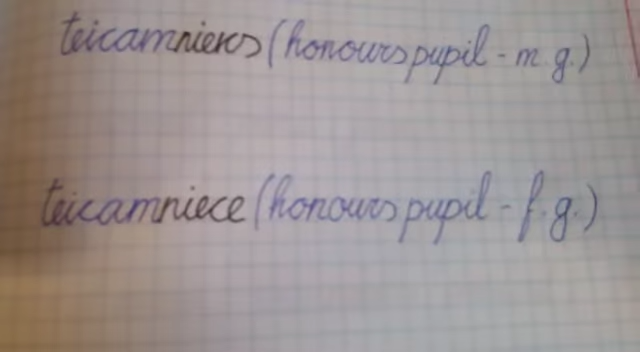 teicamnieks (honours pupil - m.g.)
teicamniece (honours pupil - f.g.)